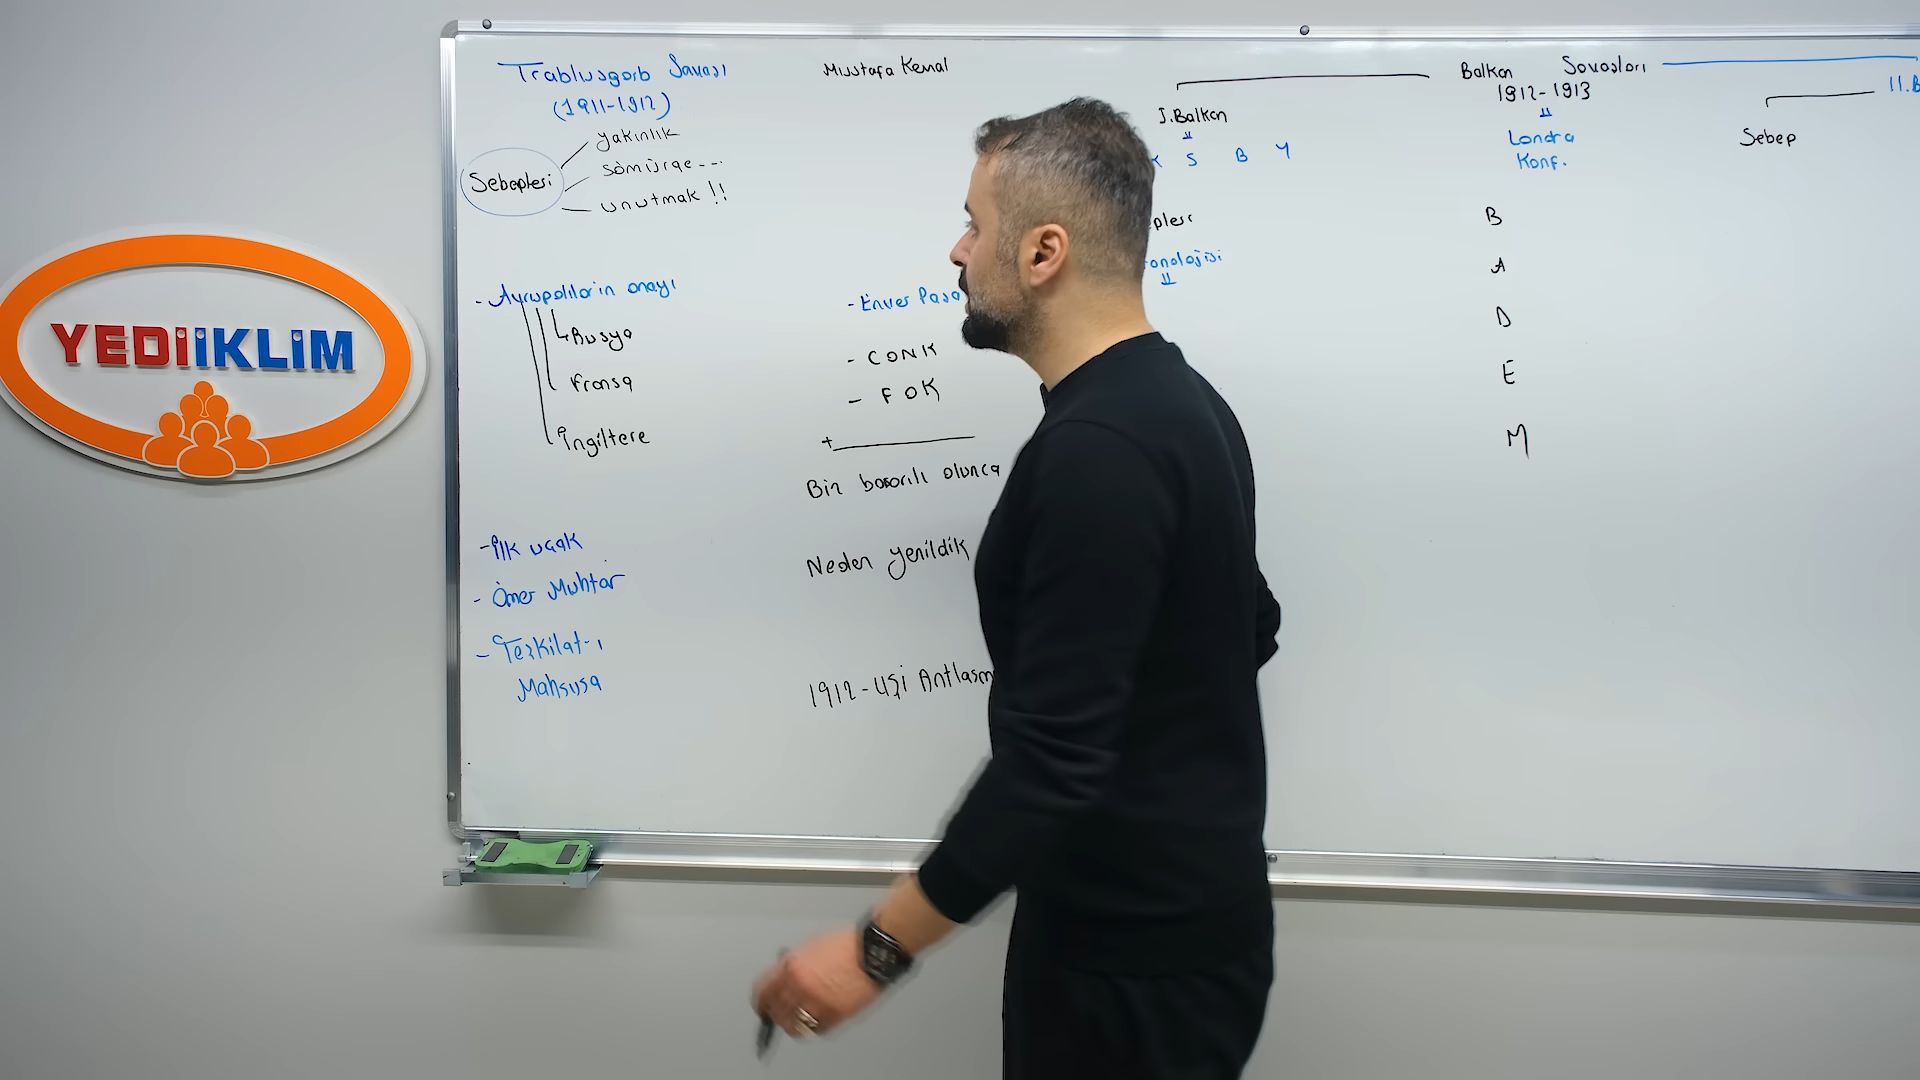 YEDİİKLİM
Trablusgarb Savaşı
(1911-1912)
Sebepleri
yakınlık
sömürge---
unutmak !!
- Avrupalıların onayı
Rusya
Fransa
İngiltere
-İlk uçak
- Ömer Muhtar
- Teşkilat-ı
Mahsusa
Mustafa Kemal
- Enver Paşa
- CONK
- FOK
+
Bin başarılı olunca
Neden yenildik
1912-Uşi Antlaşm
I.Balkan
S B Y
onolojisi
Balkan Savaşları
1912-1913
Londra
Konf.
B
A
D
E
M
II.B
Sebep